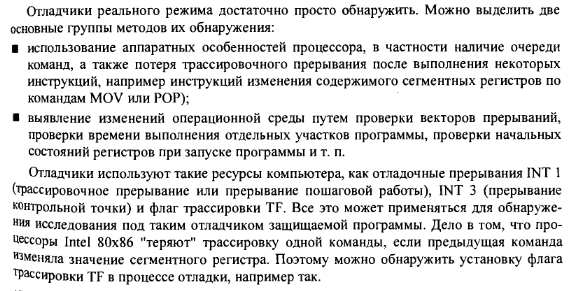 Отладчики реального режима достаточно просто обнаружить. Можно выделить две
основные группы методов их обнаружения:
■ использование аппаратных особенностей процессора, в частности наличие очереди
команд, а также потеря трассировочного прерывания после выполнения некоторых
инструкций, например инструкций изменения содержимого сегментных регистров по
командам MOV или POP);
■ выявление изменений операционной среды путем проверки векторов прерываний,
проверки времени выполнения отдельных участков программы, проверки начальных
состояний регистров при запуске программы и т. п.
Отладчики используют такие ресурсы компьютера, как отладочные прерывания INT 1
(трассировочное прерывание или прерывание пошаговой работы), INT 3 (прерывание
контрольной точки) и флаг трассировки TF. Все это может применяться для обнаруже-
ния исследования под таким отладчиком защищаемой программы. Дело в том, что про-
цессоры Intel 80x86 "теряют" трассировку одной команды, если предыдущая команда
изменяла значение сегментного регистра. Поэтому можно обнаружить установку флага
трассировки TF в процессе отладки, например так.